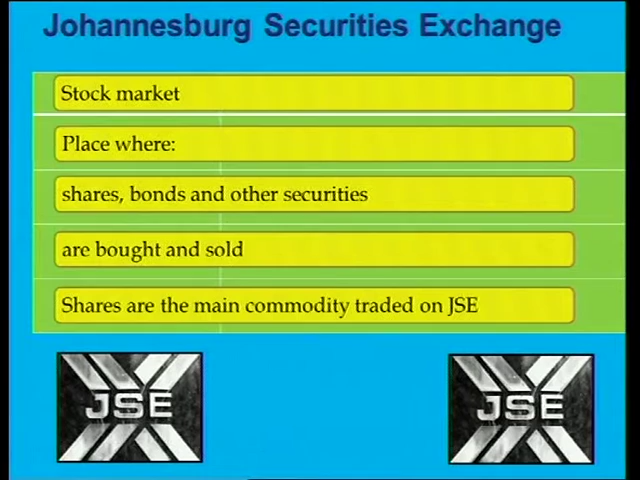 Johannesburg Securities Exchange
Stock market
Place where:
shares, bonds and other securities
are bought and sold
Shares are the main commodity traded on JSE
JSE
JSE